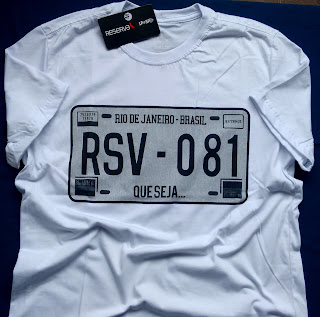 RESERVA
RIO DE JANEIRO - BRASIL
RSV - 081
QUE SEJA...